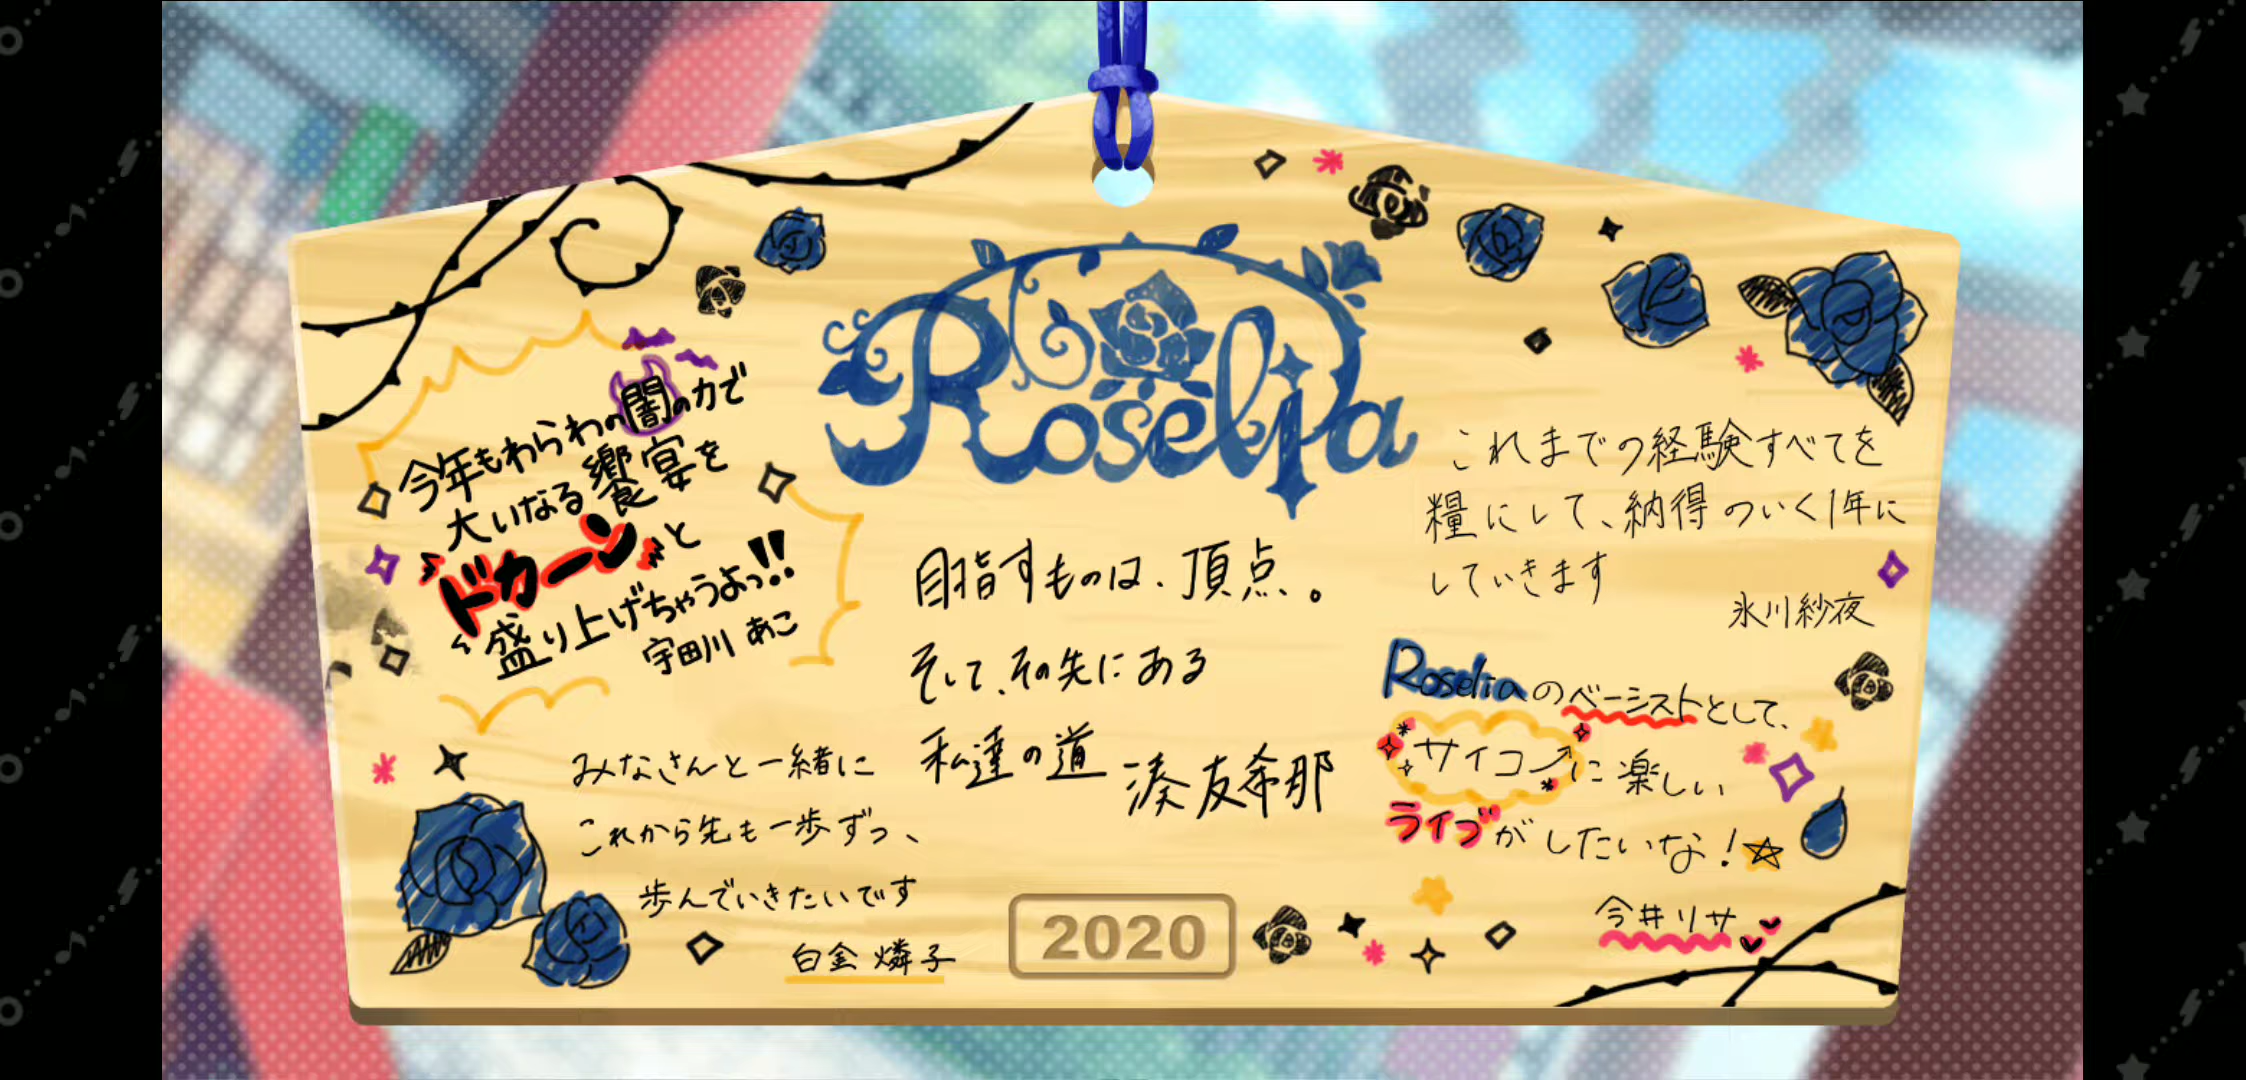 Roselia
今年もわらわの闇の力で
大いなる饗宴を
ドカーンと
盛り上げちゃうよっ!!
宇田川 あこ
目指すものは、頂点。
そして、その先にある
私達の道
湊友希那
これまでの経験すべてを
糧にして、納得のいく1年に
していきます
氷川紗夜
みなさんと一緒に
これから先も一歩ずつ、
歩んでいきたいです
白金 燐子
Roseliaのベーシストとして、
サイコーに楽しい
ライブがしたいな!☆
今井リサ
2020